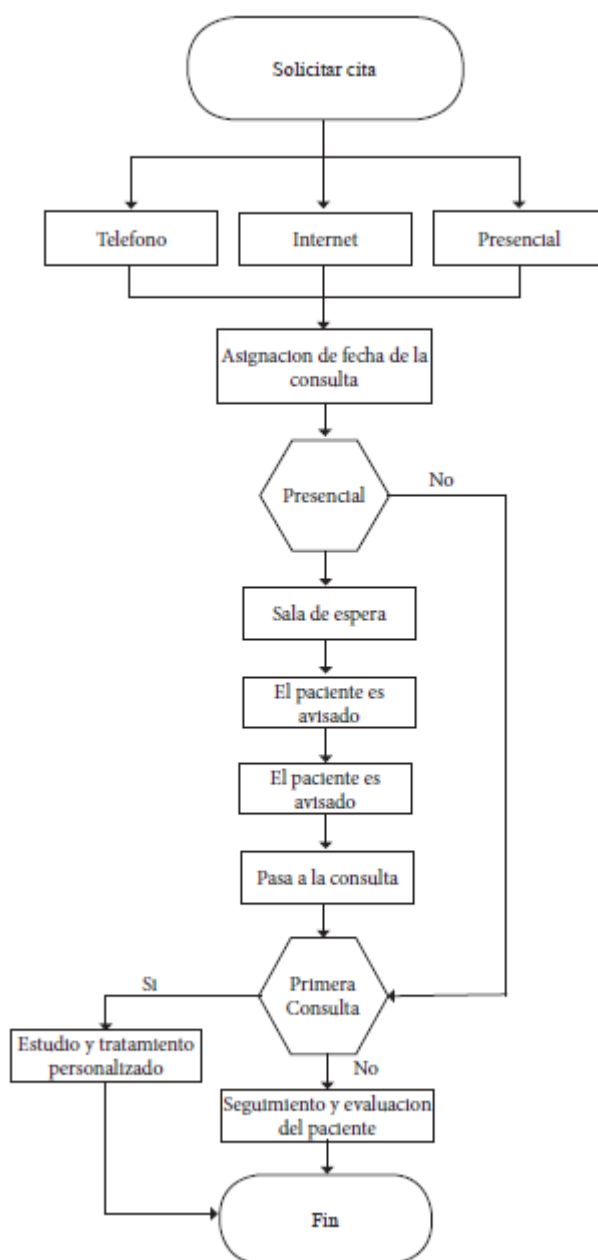 Solicitar cita
Telefono
Internet
Presencial
Asignacion de fecha de la
consulta
Presencial
No
Sala de espera
El paciente es
avisado
El paciente es
avisado
Pasa a la consulta
Si
Primera
Consulta
Estudio y tratamiento
personalizado
No
Seguimiento y evaluacion
del paciente
Fin